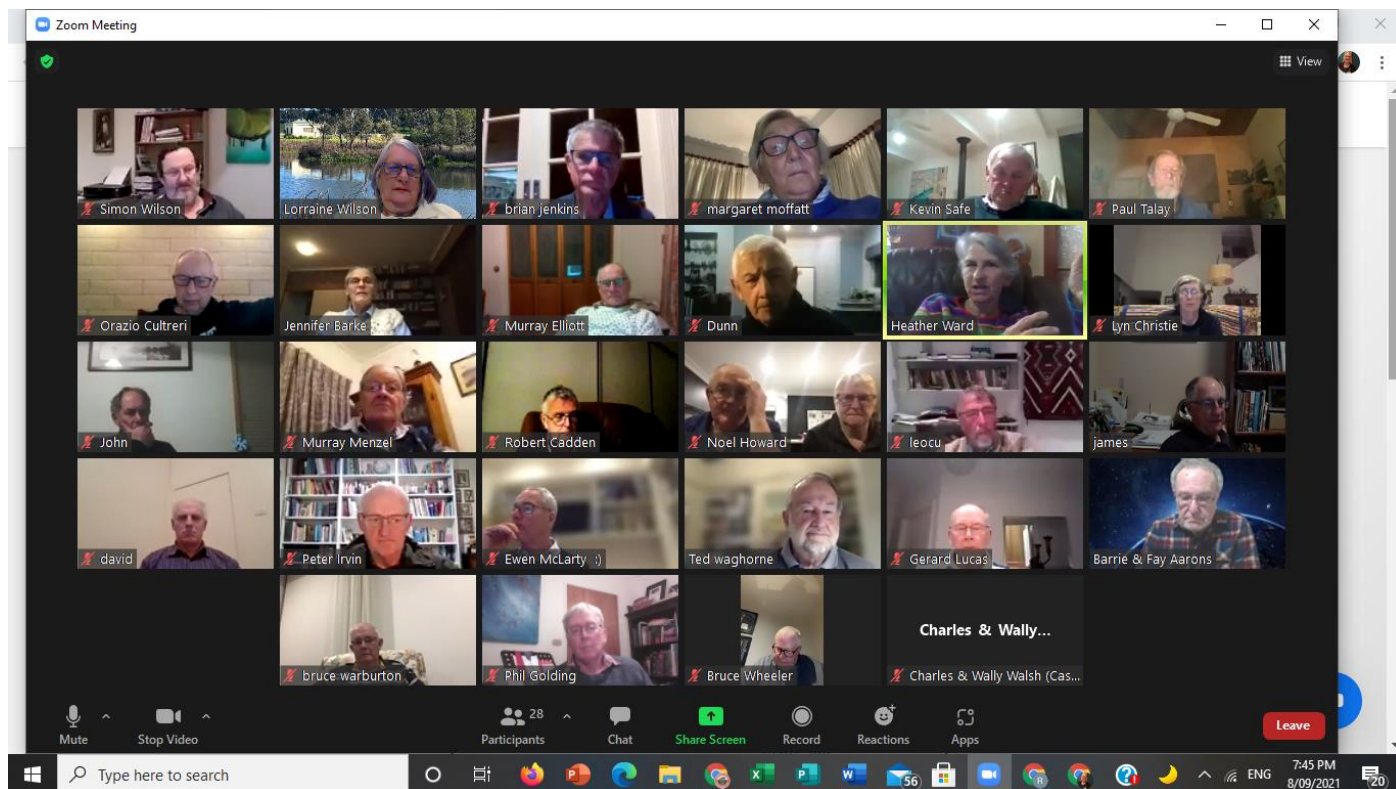 Zoom Meeting
View
Simon Wilson
Lorraine Wilson
brian jenkins
margaret moffatt
Kevin Safe
Paul Talay
Orazio Cultreri
Jennifer Barke
Murray Elliott
Dunn
Heather Ward
Lyn Christie
John
Murray Menzel
Robert Cadden
Noel Howard
leocu
james
david
Peter Irvin
Ewen McLarty :)
Ted waghorne
Gerard Lucas
Barrie & Fay Aarons
Charles & Wally...
bruce warburton
Phil Golding
Bruce Wheeler
Charles & Wally Walsh (Cas...
28
Mute
Stop Video
Participants
Chat
Share Screen
Record
Reactions
Apps
Leave
Type here to search
56
ENG
7:45 PM
8/09/2021
20